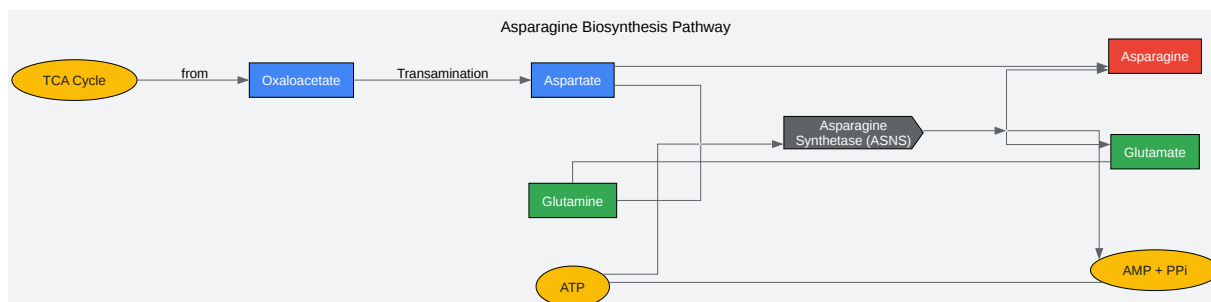 Asparagine Biosynthesis Pathway
TCA Cycle
from
Oxaloacetate
Transamination
Aspartate
Asparagine
Asparagine
Synthetase (ASNS)
Glutamate
Glutamine
ATP
AMP + PPi